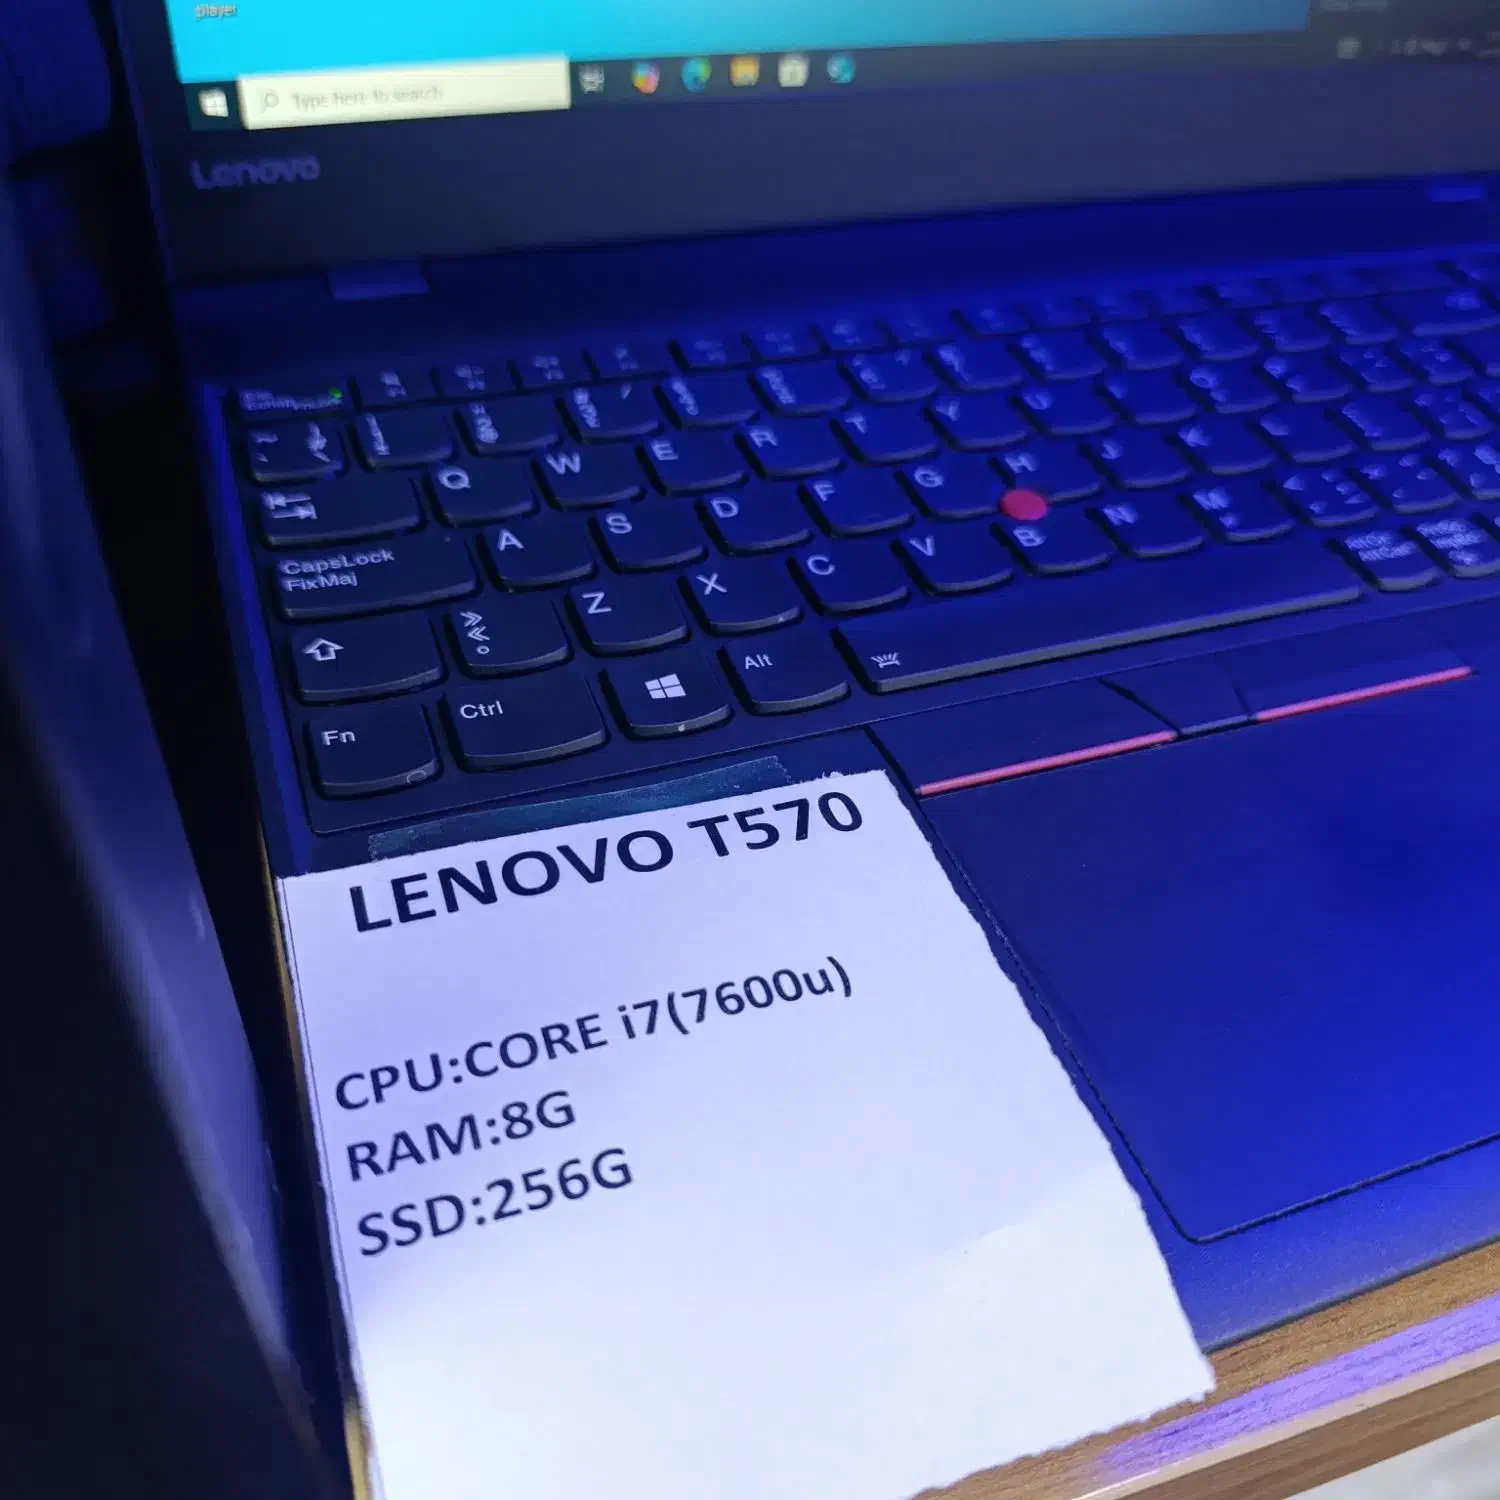 player
Type here to search
Lenovo
Q W E R T Y U
CapsLock
FixMaj
A S D F G H J K L
Z X C V B N M
Fn Ctrl Alt
LENOVO T570
CPU:CORE i7(7600u)
RAM:8G
SSD:256G